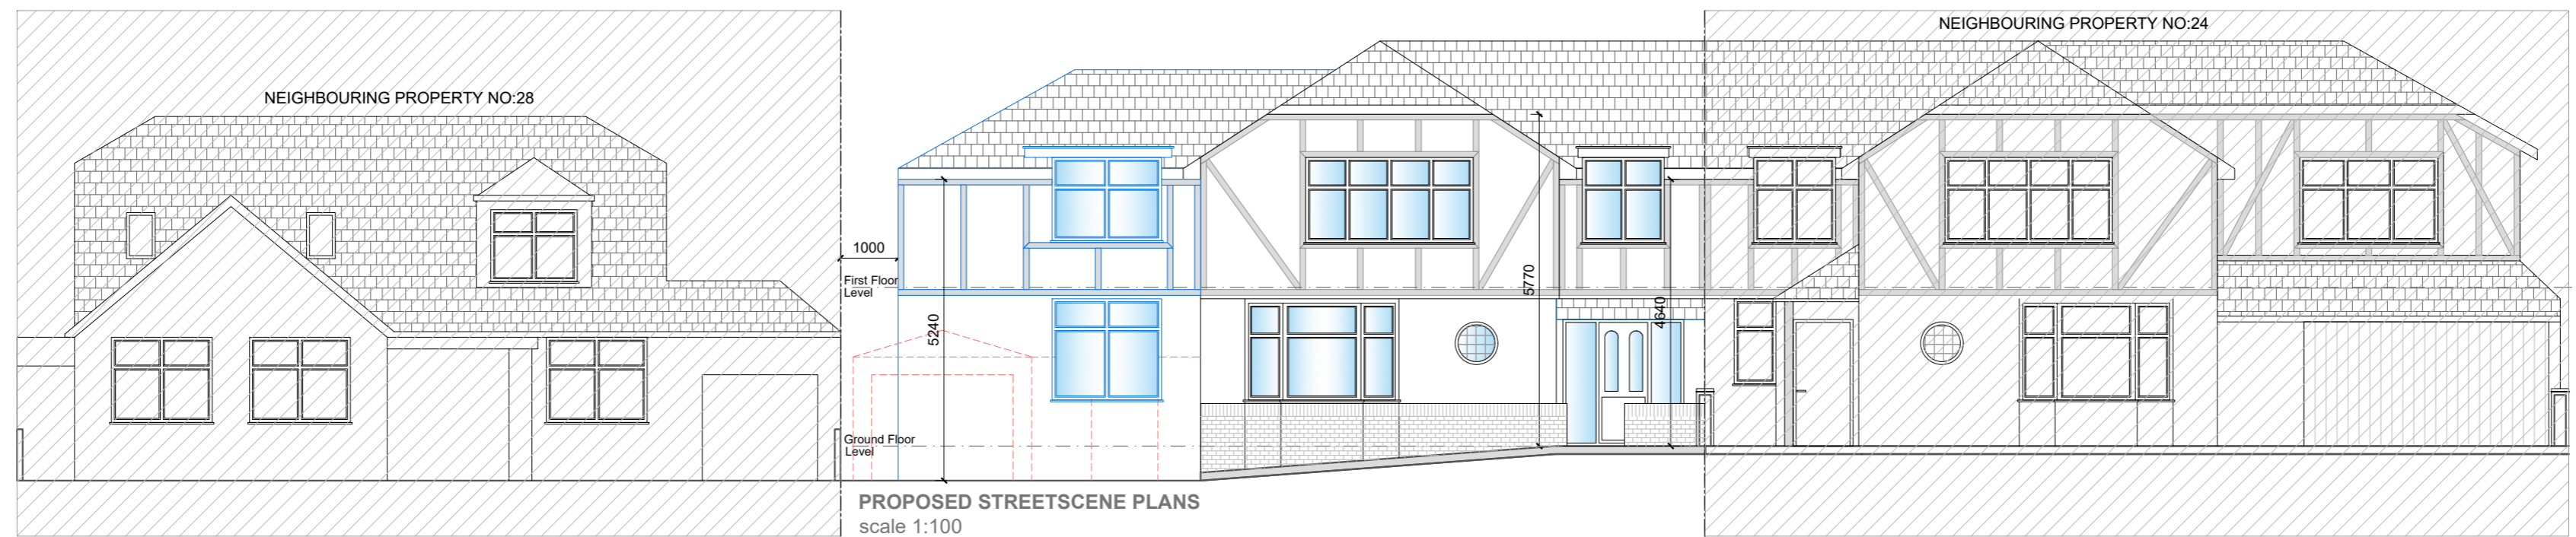 NEIGHBOURING PROPERTY NO:24
NEIGHBOURING PROPERTY NO:28
1000
First Floor
Level
5770
4640
5240
Ground Floor
Level
PROPOSED STREETSCENE PLANS
scale 1:100